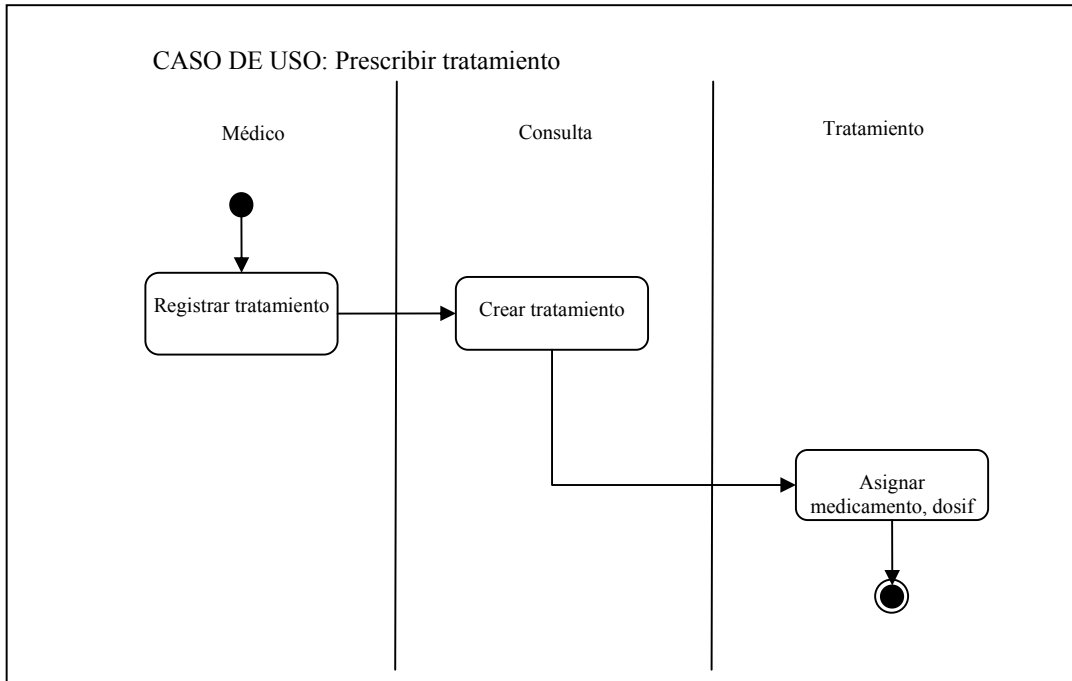 CASO DE USO: Prescribir tratamiento
Médico
Consulta
Tratamiento
Registrar tratamiento
Crear tratamiento
Asignar
medicamento, dosif